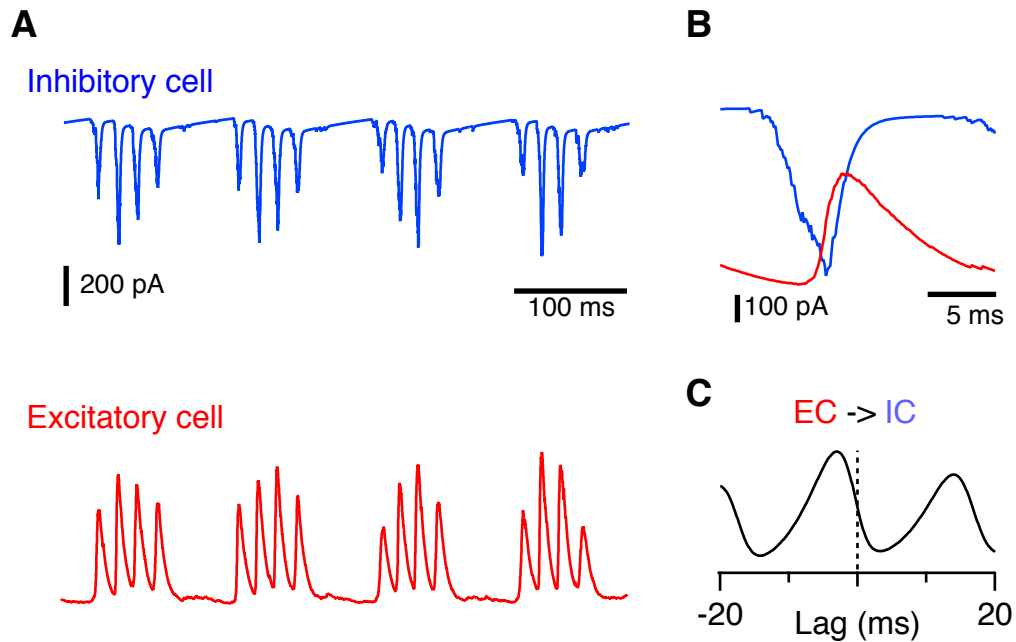 A
Inhibitory cell
200 pA
100 ms
Excitatory cell
B
100 pA
5 ms
C
EC -> IC
-20 20
Lag (ms)